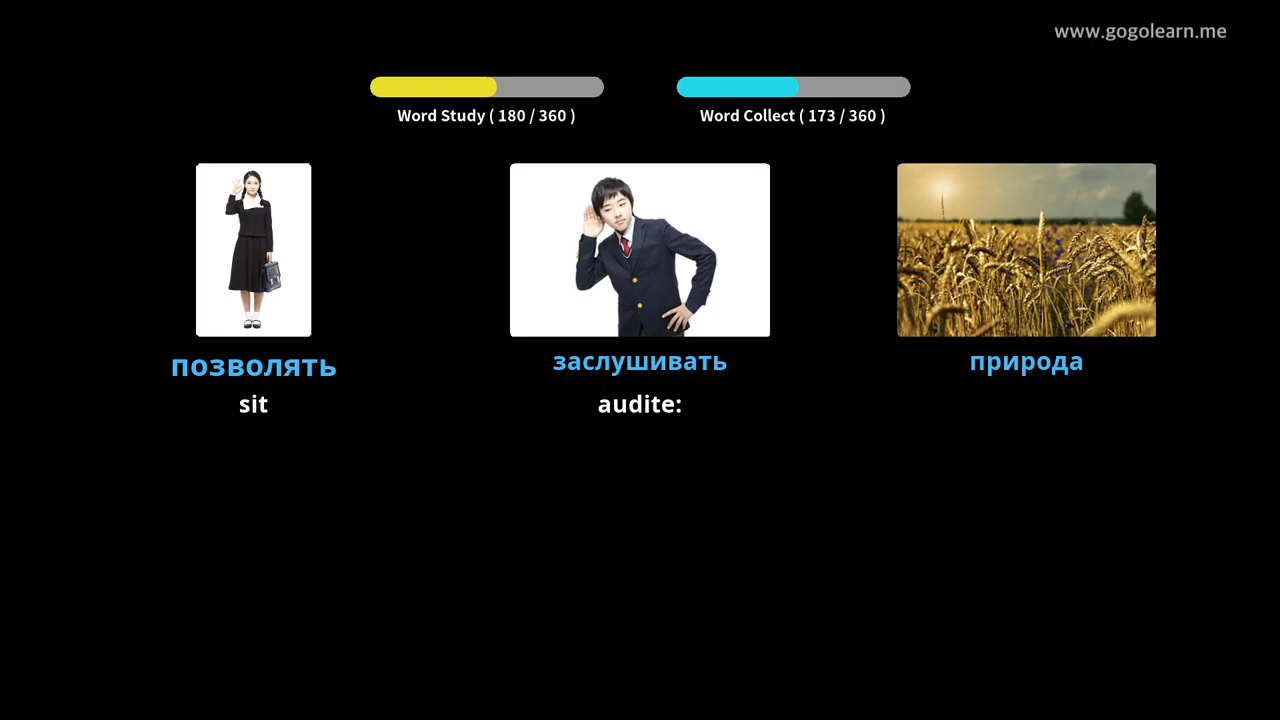 www.gogolearn.me
Word Study ( 180 / 360 )
Word Collect ( 173 / 360 )
позволять
sit
заслушивать
audite:
природа